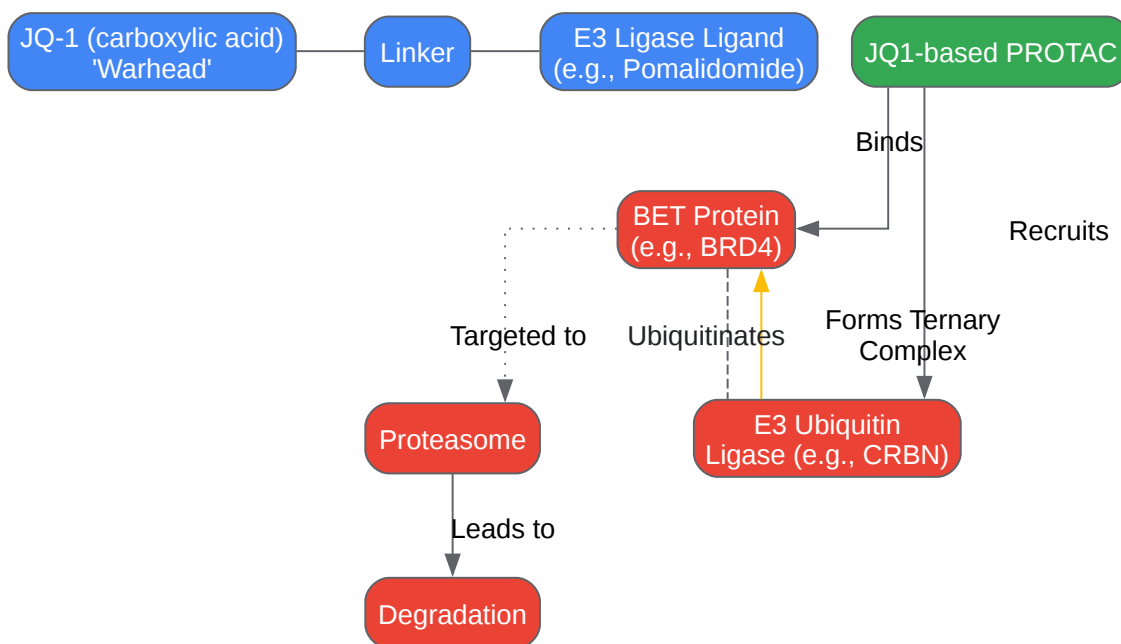 JQ-1 (carboxylic acid)
'Warhead'
Linker
E3 Ligase Ligand
(e.g., Pomalidomide)
JQ1-based PROTAC
Binds
BET Protein
(e.g., BRD4)
Recruits
Targeted to
Ubiquitinates
Forms Ternary
Complex
Proteasome
E3 Ubiquitin
Ligase (e.g., CRBN)
Leads to
Degradation